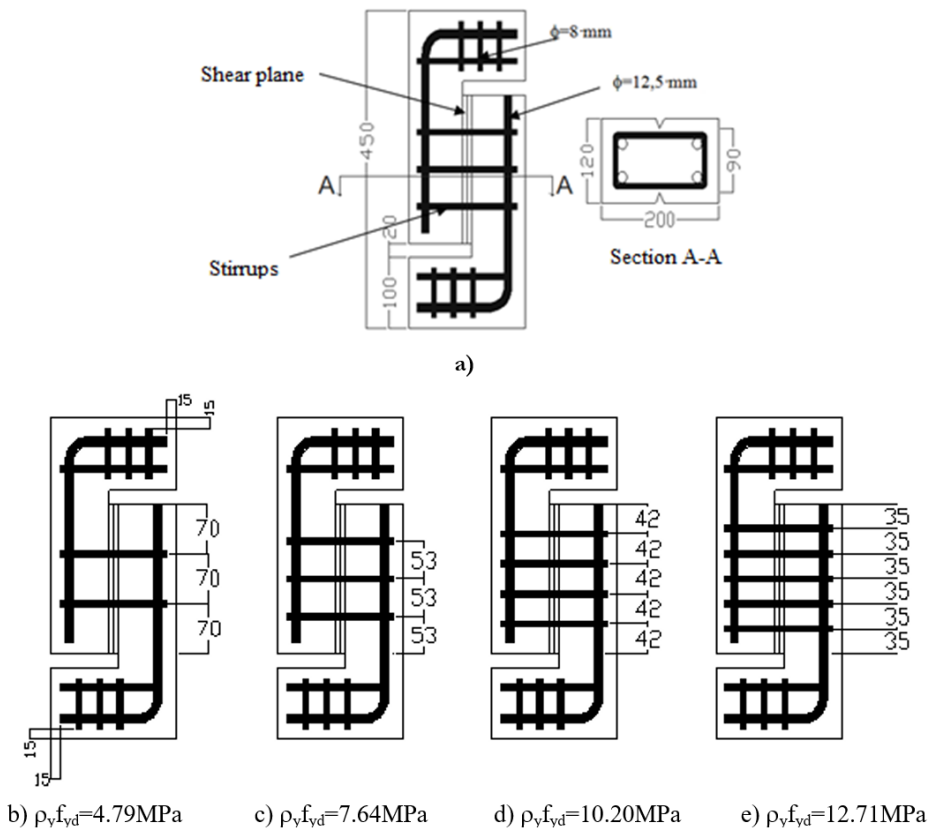 ϕ=8·mm
Shear plane
ϕ=12,5·mm
450
A
A
120
90
200
20
Stirrups
Section A-A
100
a)
15
15
70
70
70
53
53
53
42
42
42
42
42
35
35
35
35
35
35
15
15
b) ρyfyd=4.79MPa
c) ρyfyd=7.64MPa
d) ρyfyd=10.20MPa
e) ρyfyd=12.71MPa